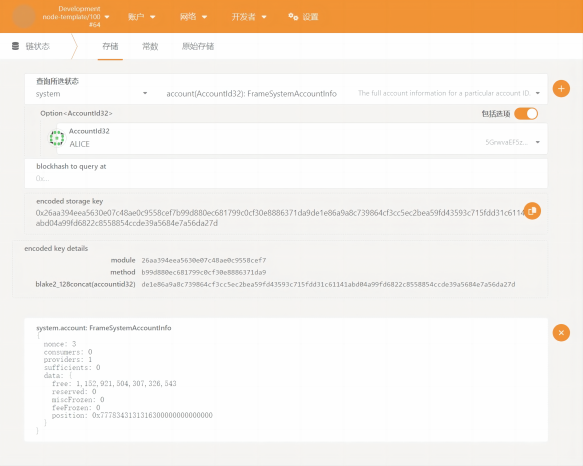 Development
node-template/100
#64
账户
网络
开发者
设置
链状态
存储
常数
原始存储
查询所选状态
system
account(AccountId32): FrameSystemAccountInfo
The full account information for a particular account ID.
Option<AccountId32>
包括选项
AccountId32
ALICE
5GrwvaEF5z...
blockhash to query at
0x...
encoded storage key
0x26aa394eea5630e07c48ae0c9558cef7b99d880ec681799c0cf30e8886371da9de1e86a9a8c739864cf3cc5ec2bea59fd43593c715fdd31c61141
abd04a99fd6822c8558854ccde39a5684e7a56da27d
encoded key details
module 26aa394eea5630e07c48ae0c9558cef7
method b99d880ec681799c0cf30e8886371da9
blake2_128concat(accountid32) de1e86a9a8c739864cf3cc5ec2bea59fd43593c715fdd31c61141abd04a99fd6822c8558854ccde39a5684e7a56da27d
system.account: FrameSystemAccountInfo
{
nonce: 3
consumers: 0
providers: 1
sufficients: 0
data: {
free: 1,152,921,504,307,326,543
reserved: 0
miscFrozen: 0
feeFrozen: 0
}
}